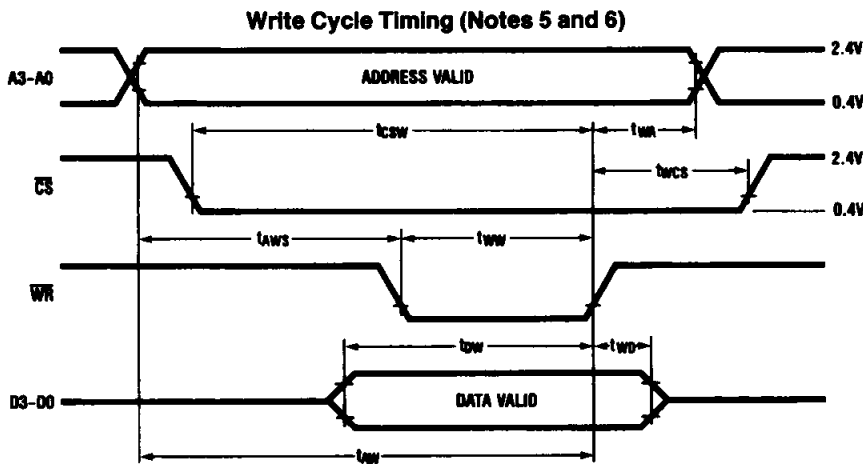 Write Cycle Timing (Notes 5 and 6)
A3-A0
ADDRESS VALID
2.4V
0.4V
tCSW
tWA
CS
tWCS
2.4V
0.4V
tAWS
tWW
WR
tDW
tWD
D3-D0
DATA VALID
tAW